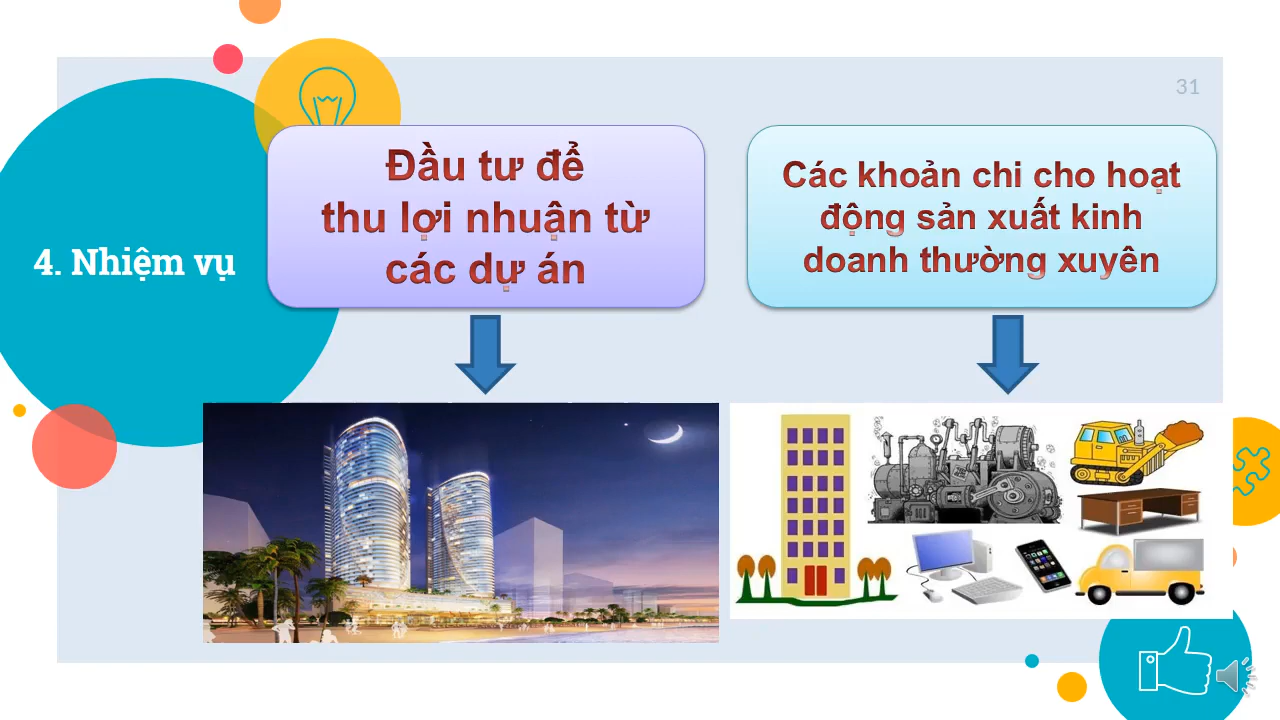 31
4. Nhiệm vụ
Đầu tư để
thu lợi nhuận từ
các dự án
Các khoản chi cho hoạt
động sản xuất kinh
doanh thường xuyên